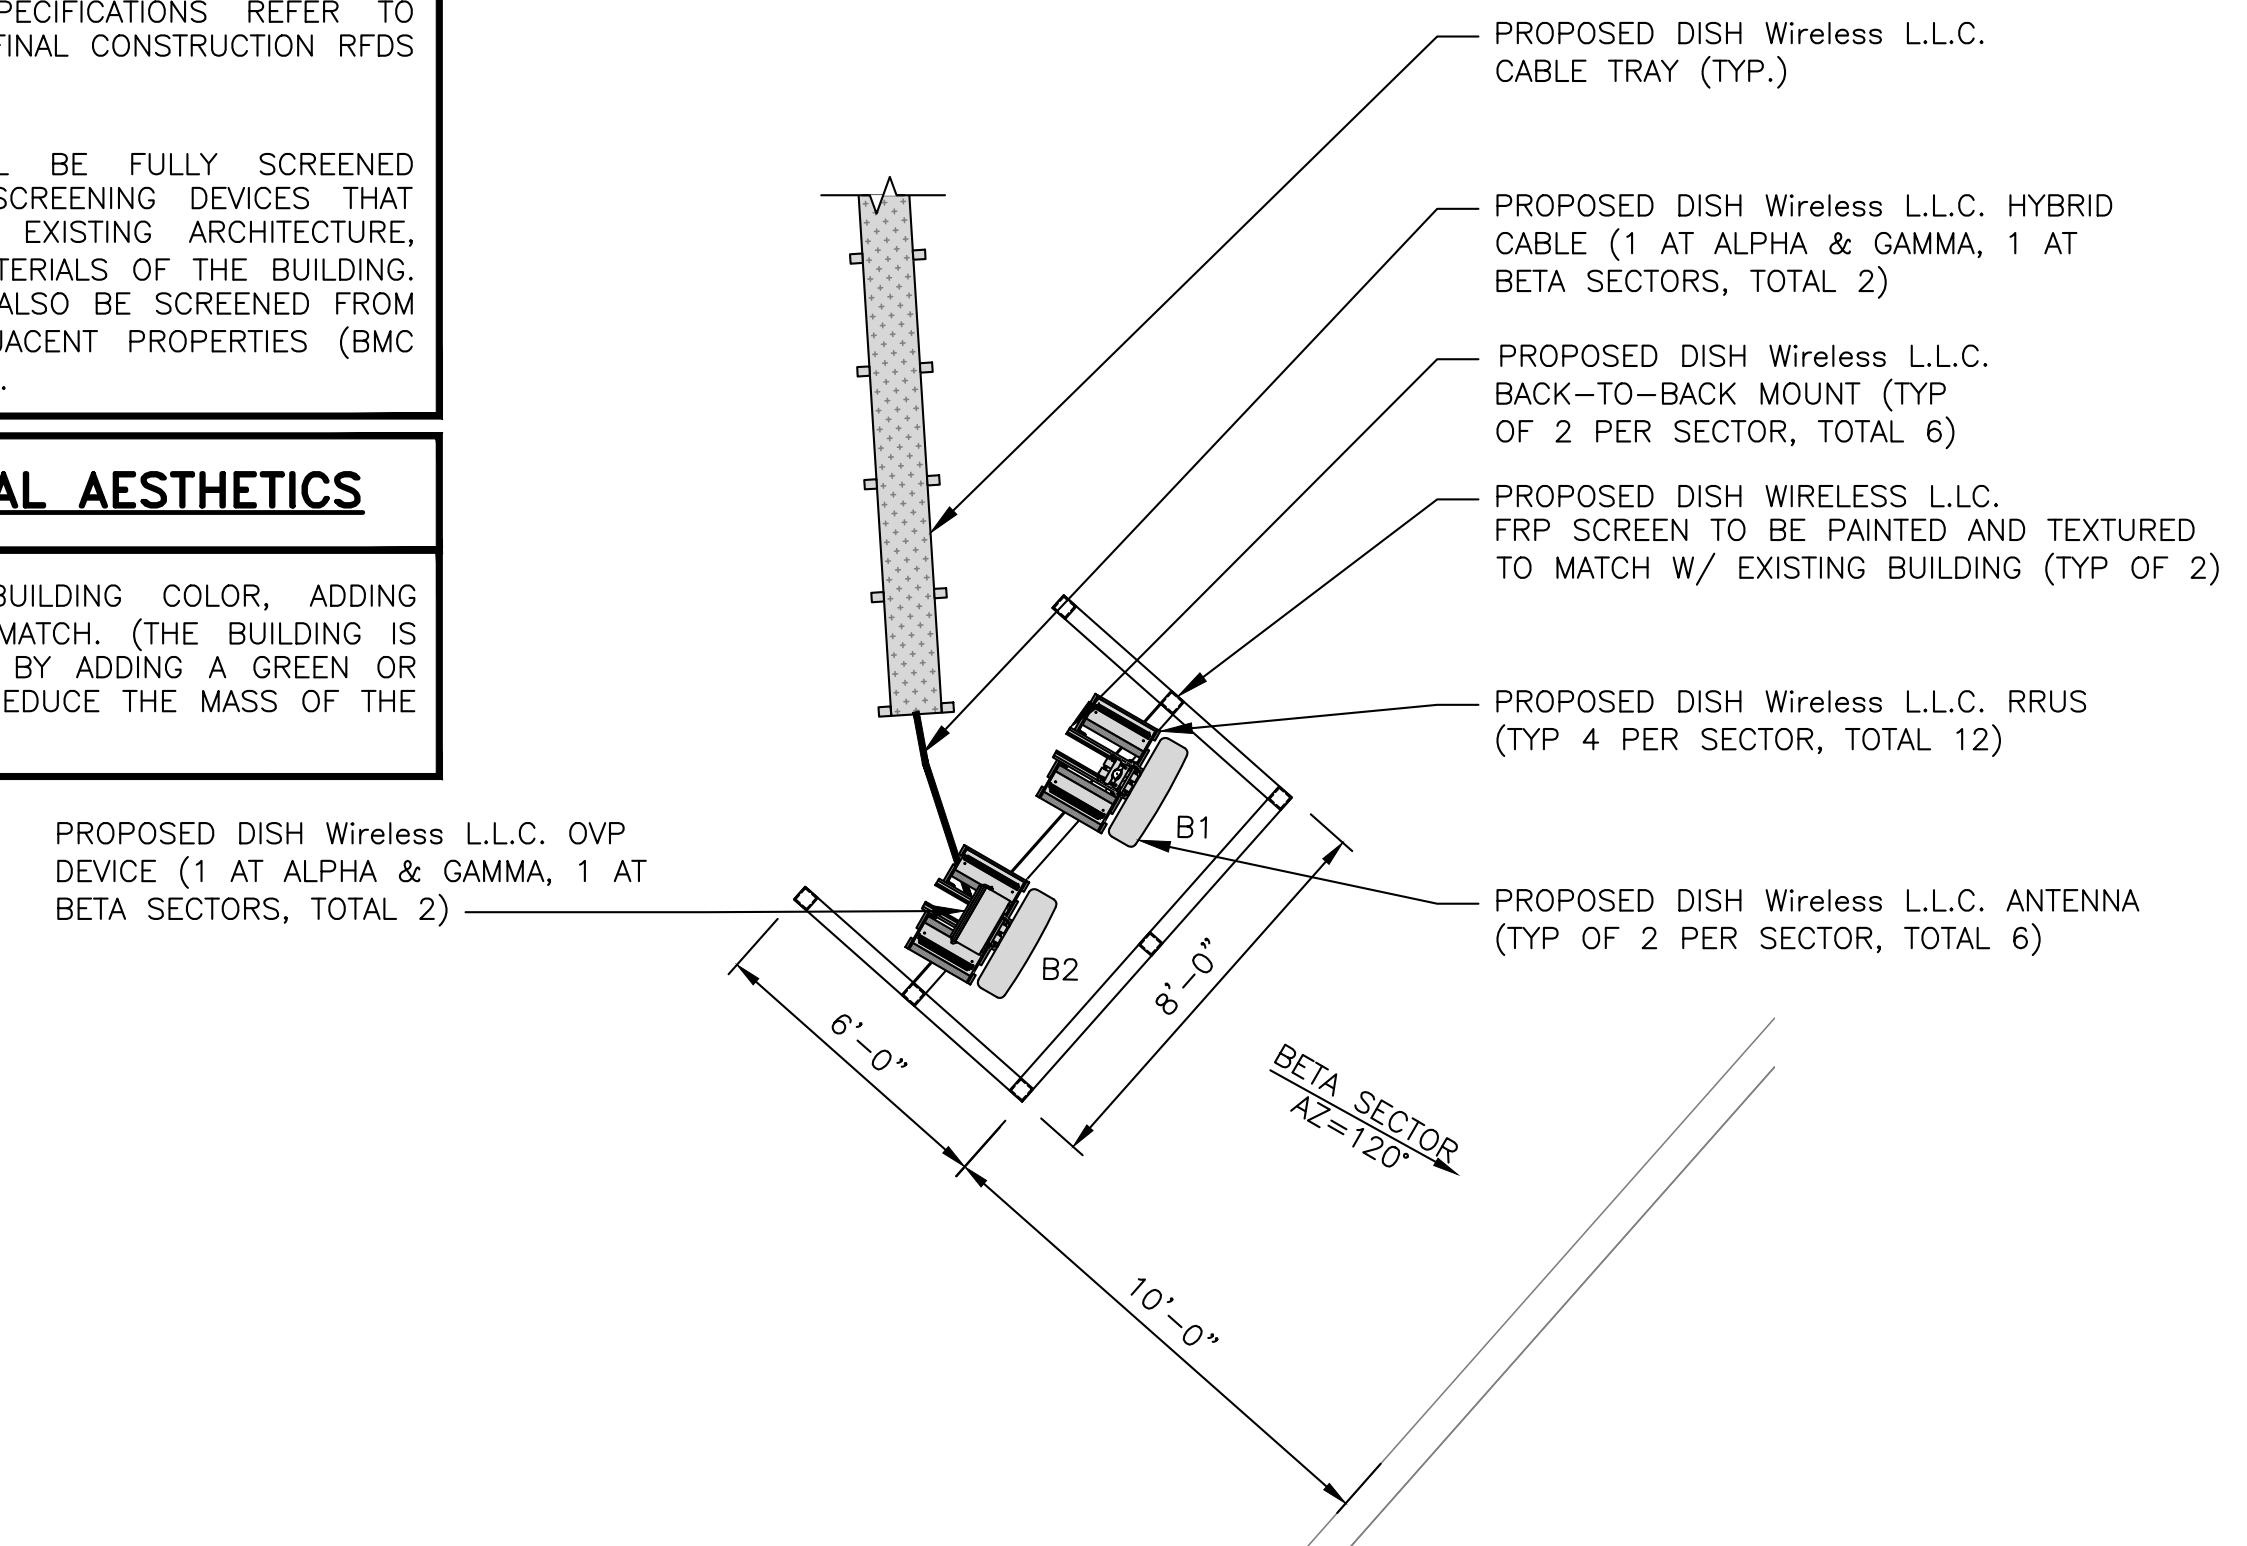 SPECIFICATIONS REFER TO
FINAL CONSTRUCTION RFDS
BE FULLY SCREENED
SCREENING DEVICES THAT
EXISTING ARCHITECTURE,
OF THE BUILDING.
ALSO BE SCREENED FROM
PROPERTIES (BMC
.
AESTHETICS
BUILDING COLOR, ADDING
MATCH. (THE BUILDING IS
BY ADDING A GREEN OR
EDUCE THE MASS OF THE
PROPOSED DISH Wireless L.L.C. OVP
DEVICE (1 AT ALPHA & GAMMA, 1 AT
BETA SECTORS, TOTAL 2)
PROPOSED DISH Wireless L.L.C.
CABLE TRAY (TYP.)
PROPOSED DISH Wireless L.L.C. HYBRID
CABLE (1 AT ALPHA & GAMMA, 1 AT
BETA SECTORS, TOTAL 2)
PROPOSED DISH Wireless L.L.C.
BACK-TO-BACK MOUNT (TYP
OF 2 PER SECTOR, TOTAL 6)
PROPOSED DISH WIRELESS L.LC.
FRP SCREEN TO BE PAINTED AND TEXTURED
TO MATCH W/ EXISTING BUILDING (TYP OF 2)
PROPOSED DISH Wireless L.L.C. RRUS
(TYP 4 PER SECTOR, TOTAL 12)
PROPOSED DISH Wireless L.L.C. ANTENNA
(TYP OF 2 PER SECTOR, TOTAL 6)
B1
B2
8'-0"
6'-0"
BETA SECTOR
AZ=120°
10'-0"